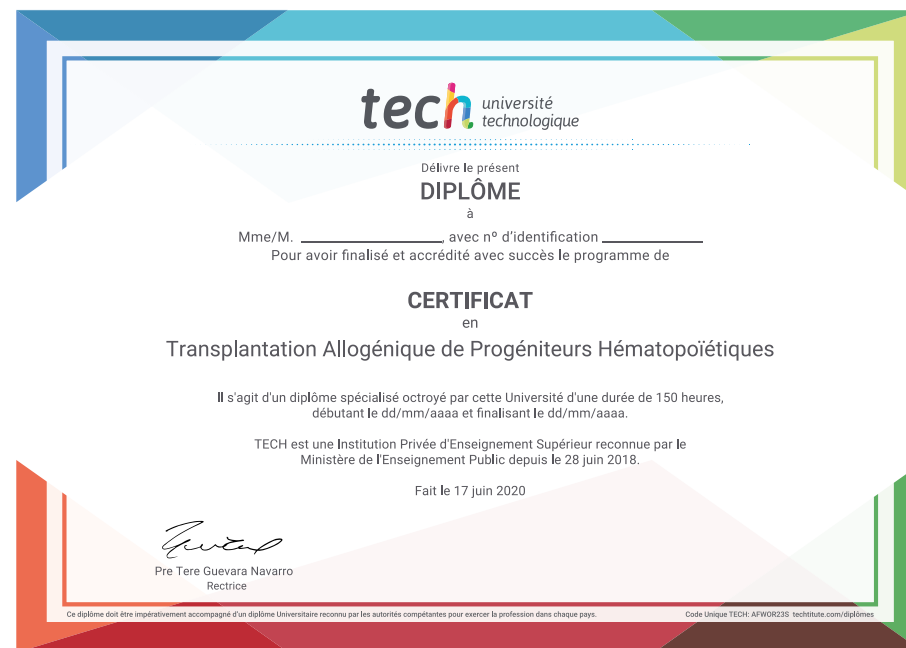 tech université
technologique
Délivre le présent
DIPLÔME
à
Mme/M. ____________________, avec nº d'identification ______________
Pour avoir finalisé et accrédité avec succès le programme de
CERTIFICAT
en
Transplantation Allogénique de Progéniteurs Hématopoïétiques
Il s'agit d'un diplôme spécialisé octroyé par cette Université d'une durée de 150 heures,
débutant le dd/mm/aaaa et finalisant le dd/mm/aaaa.
TECH est une Institution Privée d'Enseignement Supérieur reconnue par le
Ministère de l'Enseignement Public depuis le 28 juin 2018.
Fait le 17 juin 2020
Pre Tere Guevara Navarro
Rectrice
Ce diplôme doit être impérativement accompagné d'un diplôme Universitaire reconnu par les autorités compétantes pour exercer la profession dans chaque pays.
Code Unique TECH: AFWOR23S techtitute.com/diplômes